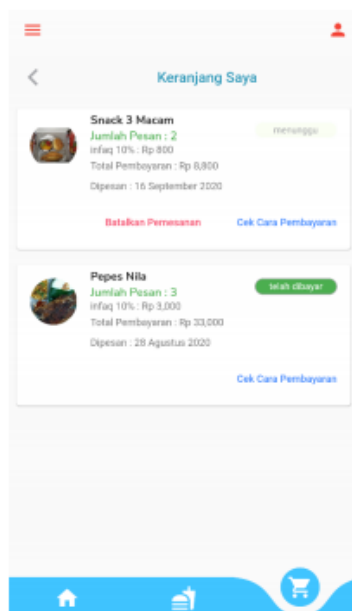 Keranjang Saya
Snack 3 Macam
Jumlah Pesan : 2
menunggu
infaq 10% : Rp 800
Total Pembayaran : Rp 8,800
Dipesan : 16 September 2020
Batalkan Pemesanan
Cek Cara Pembayaran
Pepes Nila
Jumlah Pesan : 3
telah dibayar
infaq 10% : Rp 3,000
Total Pembayaran : Rp 33,000
Dipesan : 28 Agustus 2020
Cek Cara Pembayaran